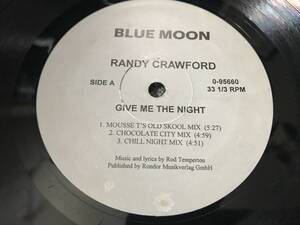 BLUE MOON
RANDY CRAWFORD
SIDE A
0-95660
33 1/3 RPM
GIVE ME THE NIGHT
1. MOUSSE T'S OLD SKOOL MIX (5:27)
2. CHOCOLATE CITY MIX (4:59)
3. CHILL NIGHT MIX (4:51)
Music and lyrics by Rod Temperton
Published by Rondor Musikverlag GmbH